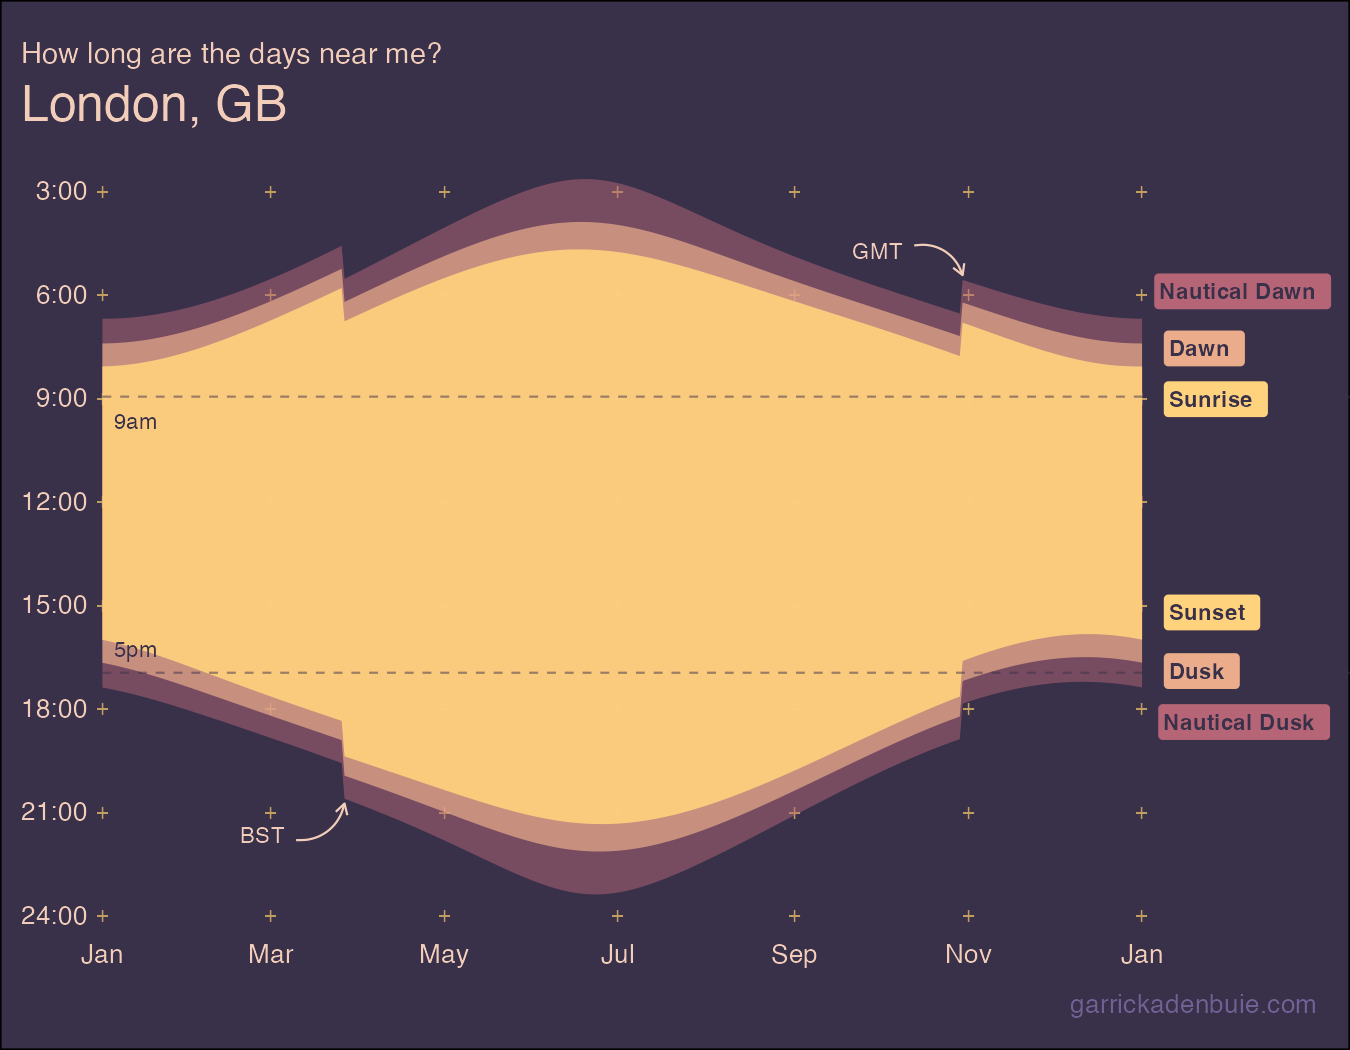 How long are the days near me?
London, GB
3:00
GMT
6:00
Nautical Dawn
Dawn
9:00
Sunrise
9am
12:00
15:00
Sunset
5pm
Dusk
18:00
Nautical Dusk
21:00
BST
24:00
Jan Mar May Jul Sep Nov Jan
garrickadenbuie.com